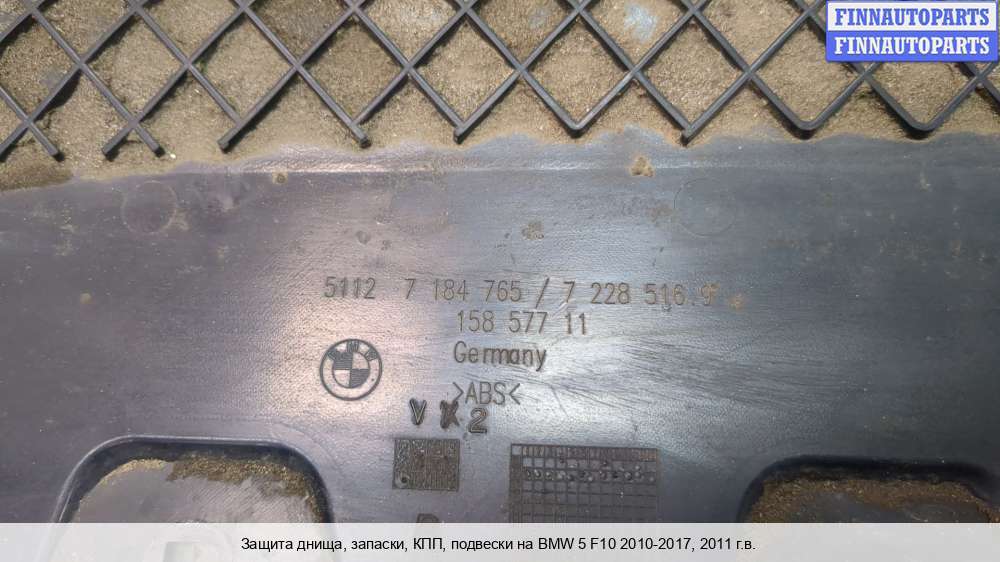 FINNAUTOPARTS
FINNAUTOPARTS
5112 7 184 765 / 7 228 516.9
158 577 11
BMW
Germany
>ABS<
V X 2
Защита днища, запаски, КПП, подвески на BMW 5 F10 2010-2017, 2011 г.в.